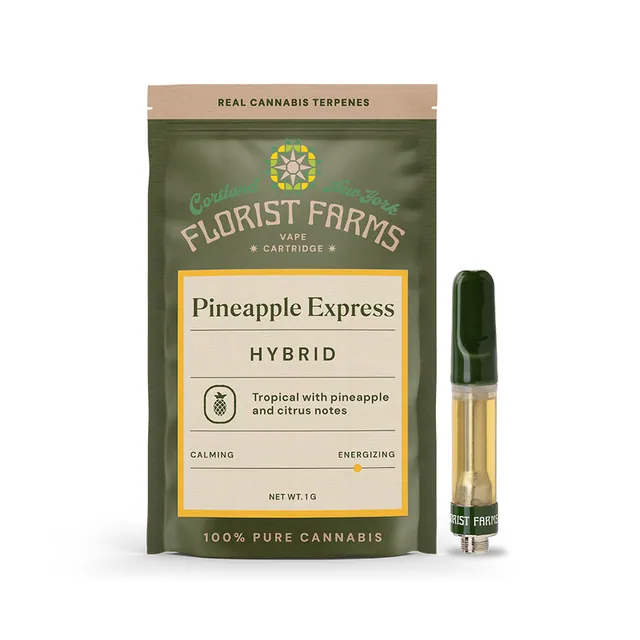 REAL CANNABIS TERPENES
Cortland New York
FLORIST FARMS
VAPE
CARTRIDGE
Pineapple Express
HYBRID
Tropical with pineapple
and citrus notes
CALMING ENERGIZING
NET WT. 1 G
100% PURE CANNABIS
ORIST FARMS